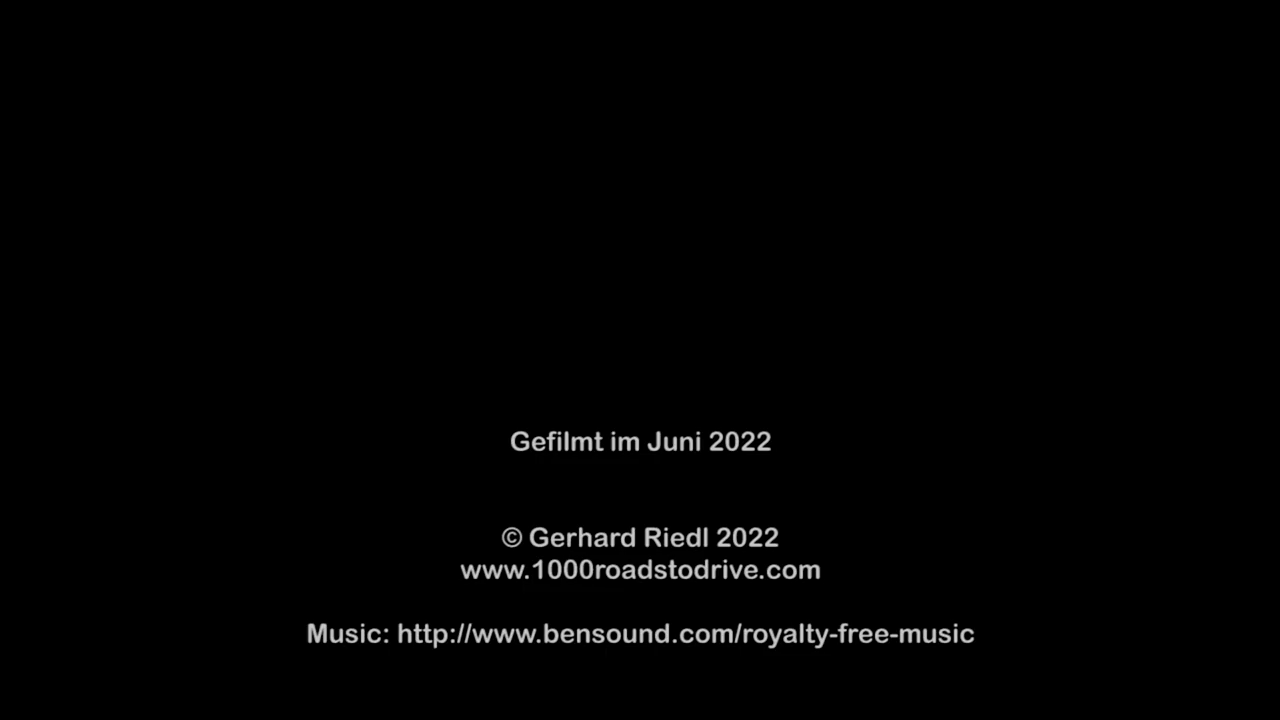 Gefilmt im Juni 2022
© Gerhard Riedl 2022
www.1000roadstodrive.com
Music: http://www.bensound.com/royalty-free-music